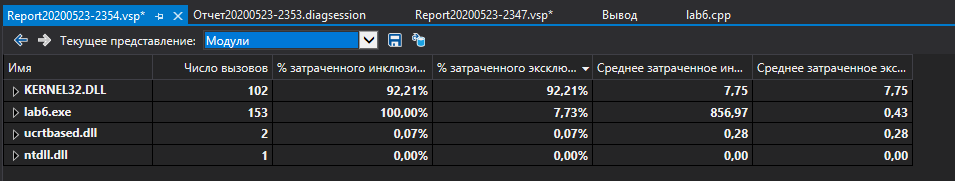 Report20200523-2354.vsp* Отчет20200523-2353.diagsession Report20200523-2347.vsp* Вывод lab6.cpp
Текущее представление: Модули
Имя Число вызовов % затраченного инклюзи... % затраченного эксклю... Среднее затраченное ин... Среднее затраченное экс...
KERNEL32.DLL 102 92,21% 92,21% 7,75 7,75
lab6.exe 153 100,00% 7,73% 856,97 0,43
ucrtbased.dll 2 0,07% 0,07% 0,28 0,28
ntdll.dll 1 0,00% 0,00% 0,00 0,00